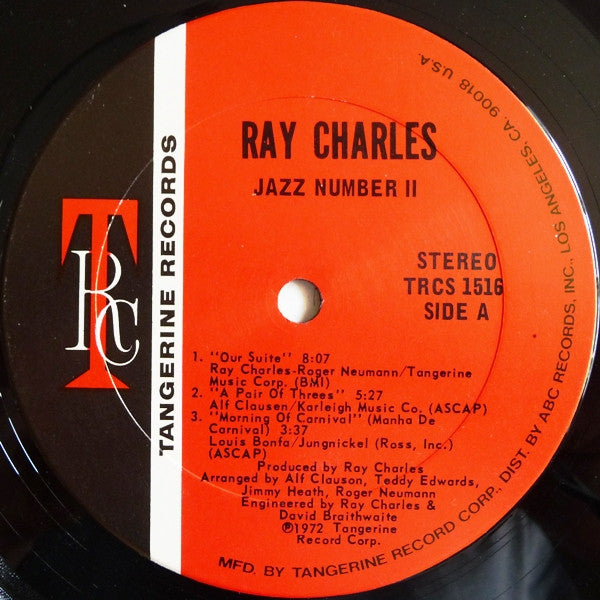 RAY CHARLES
JAZZ NUMBER II
STEREO
TRCS 1516
SIDE A
TANGERINE RECORDS
TRC
1. "Our Suite" 8:07
Ray Charles-Roger Neumann/Tangerine
Music Corp. (BMI)
2. "A Pair Of Threes" 5:27
Alf Clausen/Karleigh Music Co. (ASCAP)
3. "Morning Of Carnival" (Manha De
Carnival) 3:37
Louis Bonfa/Jungnickel (Ross, Inc.)
(ASCAP)
Produced by Ray Charles
Arranged by Alf Clauson, Teddy Edwards,
Jimmy Heath, Roger Neumann
Engineered by Ray Charles &
David Braithwaite
℗1972 Tangerine
Record Corp.
MFD. BY TANGERINE RECORD CORP., DIST. BY ABC RECORDS, INC., LOS ANGELES, CA. 90018 U.S.A.